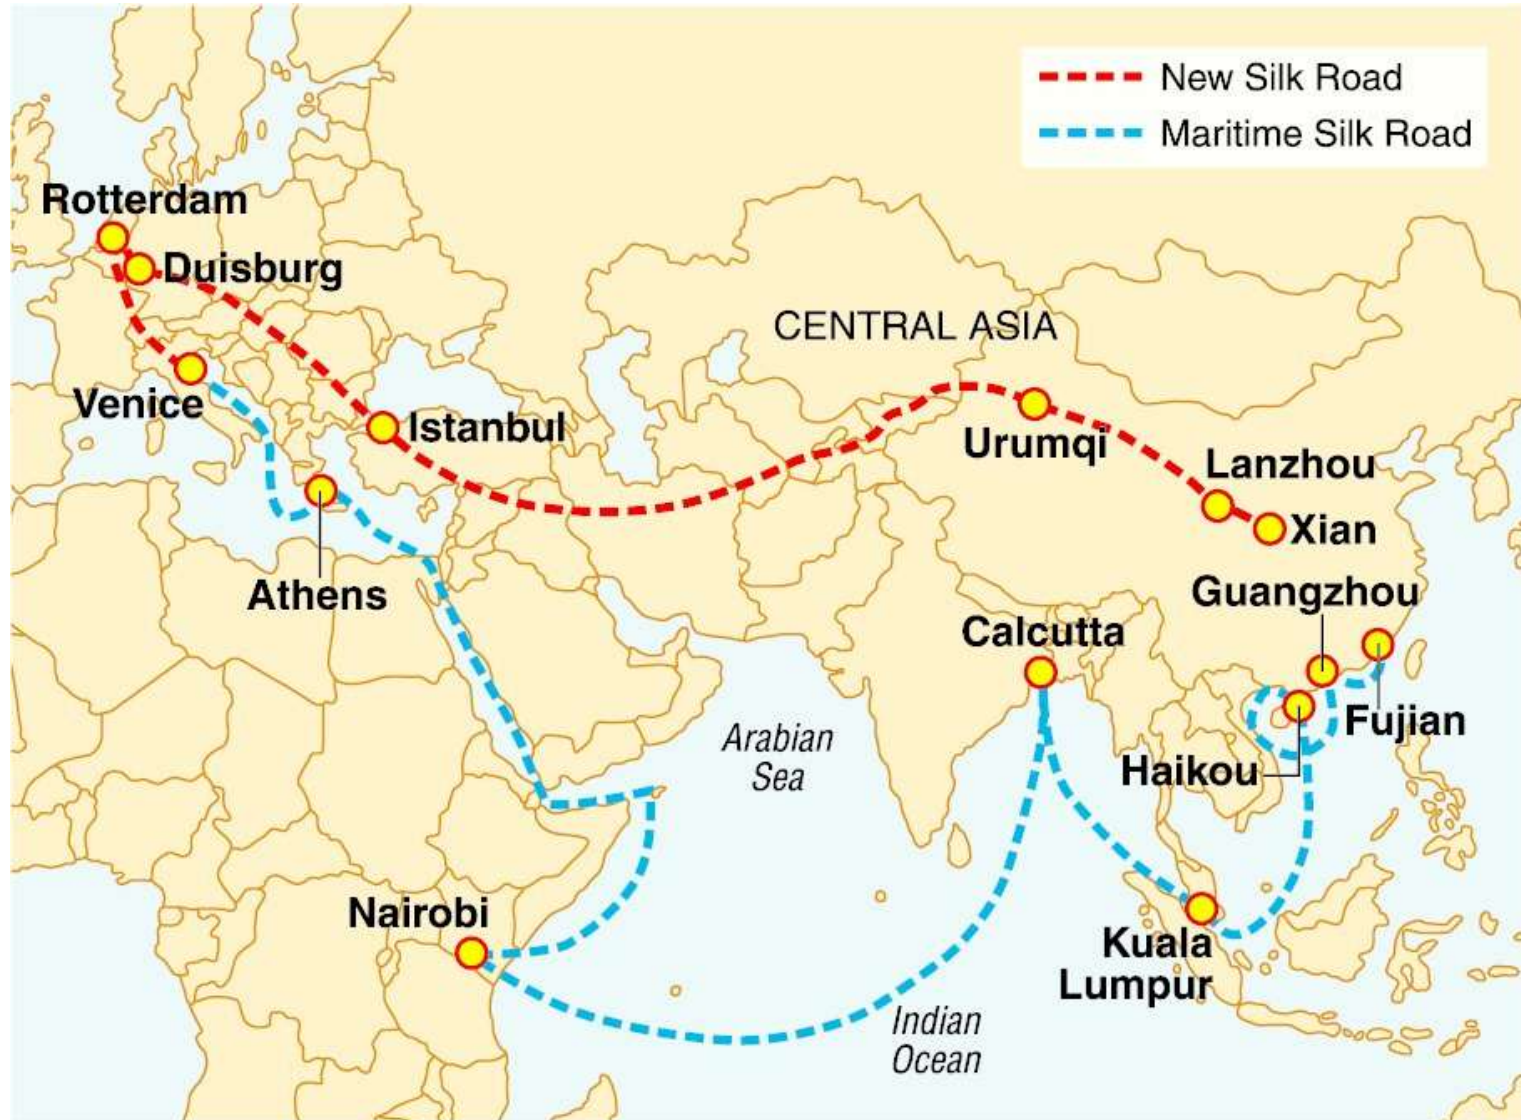 New Silk Road
Maritime Silk Road
Rotterdam
Duisburg
CENTRAL ASIA
Venice
Istanbul
Urumqi
Lanzhou
Xian
Athens
Guangzhou
Calcutta
Fujian
Arabian
Sea
Haikou
Nairobi
Kuala
Lumpur
Indian
Ocean